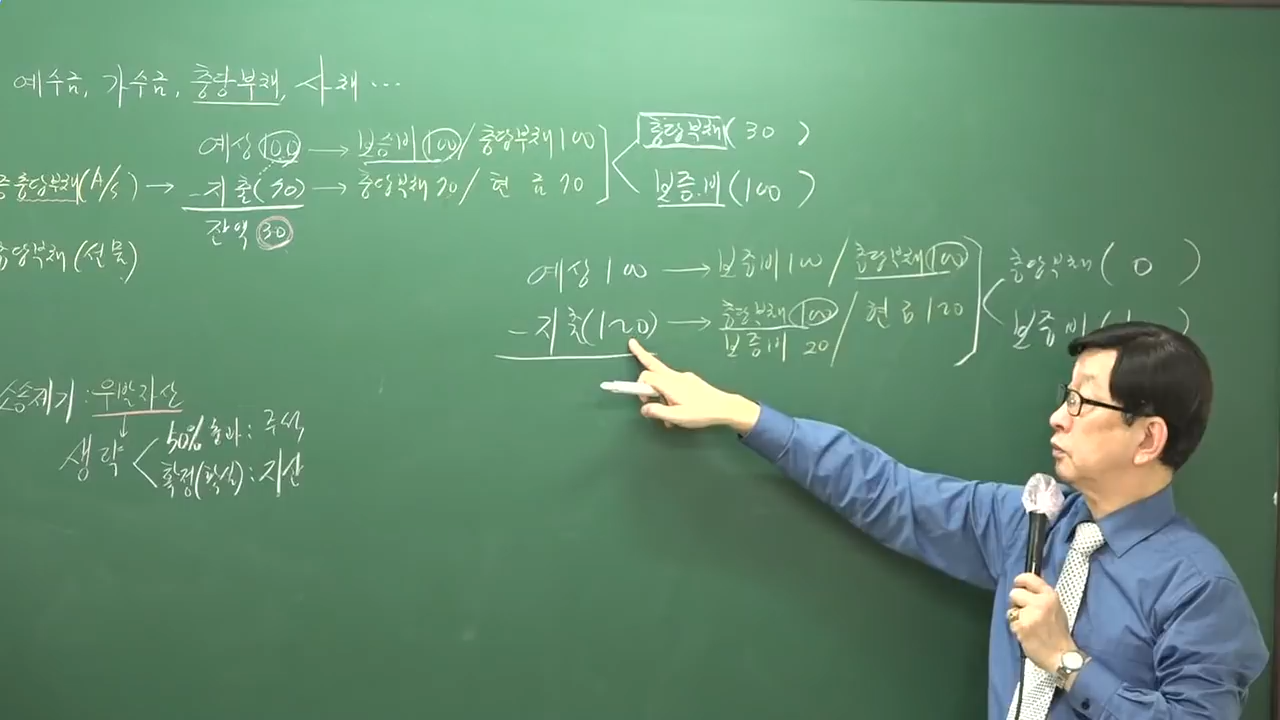 예수금, 가수금, 충당부채, 사채 ...
예상 100 → 보증비 100 / 충당부채 100
충당부채 ( 30 )
충당부채(A/s) → -지출(70) → 충당부채 70 / 현금 70
보증비 (100 )
잔액 30
충당부채 (선물)
예상 100 → 보증비 100 / 충당부채 100
충당부채 ( 0 )
-지출(120) → 충당부채 100 / 현금 120
보증비 20
보증비 (
소송제기 : 우발자산
생략
50% 초과 : 주석
확정(확실) : 자산